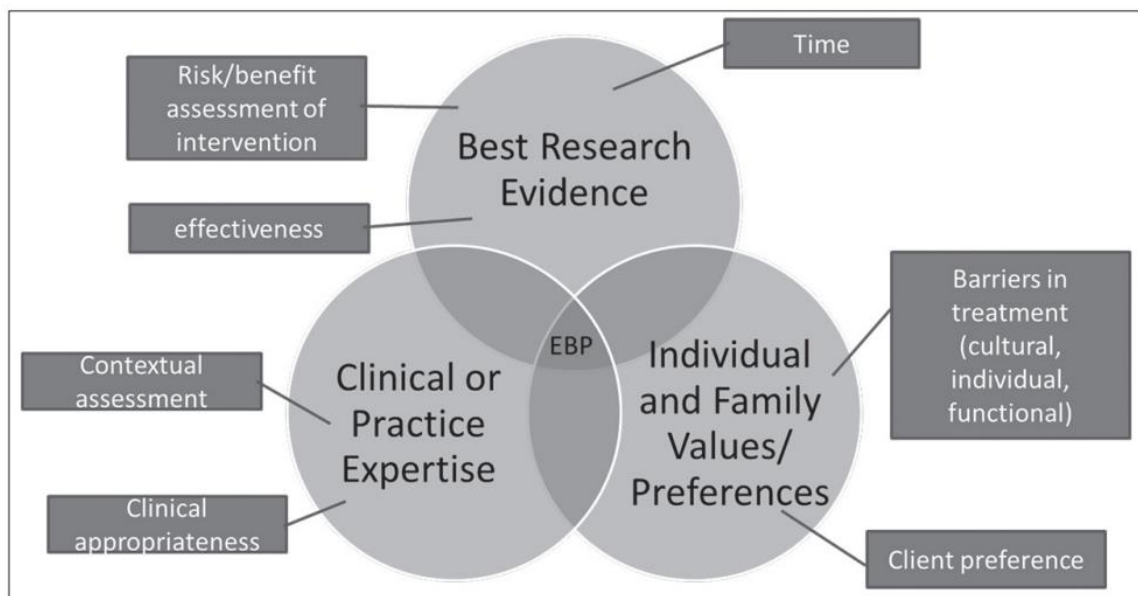 Time
Risk/benefit
assessment of
intervention
Best Research
Evidence
effectiveness
Barriers in
treatment
(cultural,
individual,
functional)
EBP
Contextual
assessment
Clinical or
Practice
Expertise
Individual
and Family
Values/
Preferences
Clinical
appropriateness
Client preference